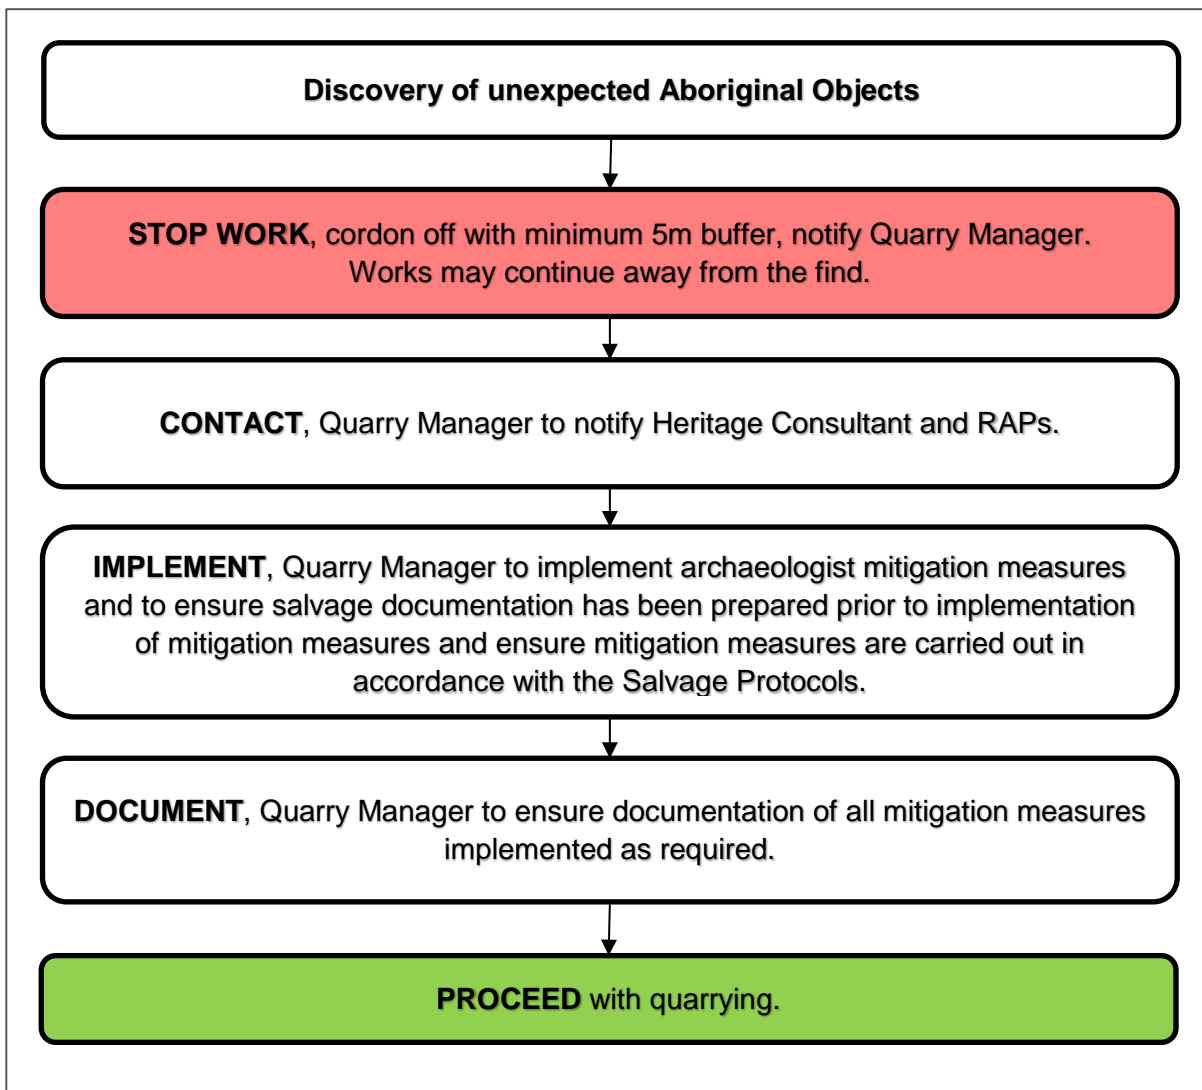 Discovery of unexpected Aboriginal Objects
STOP WORK, cordon off with minimum 5m buffer, notify Quarry Manager.
Works may continue away from the find.
CONTACT, Quarry Manager to notify Heritage Consultant and RAPs.
IMPLEMENT, Quarry Manager to implement archaeologist mitigation measures
and to ensure salvage documentation has been prepared prior to implementation
of mitigation measures and ensure mitigation measures are carried out in
accordance with the Salvage Protocols.
DOCUMENT, Quarry Manager to ensure documentation of all mitigation measures
implemented as required.
PROCEED with quarrying.